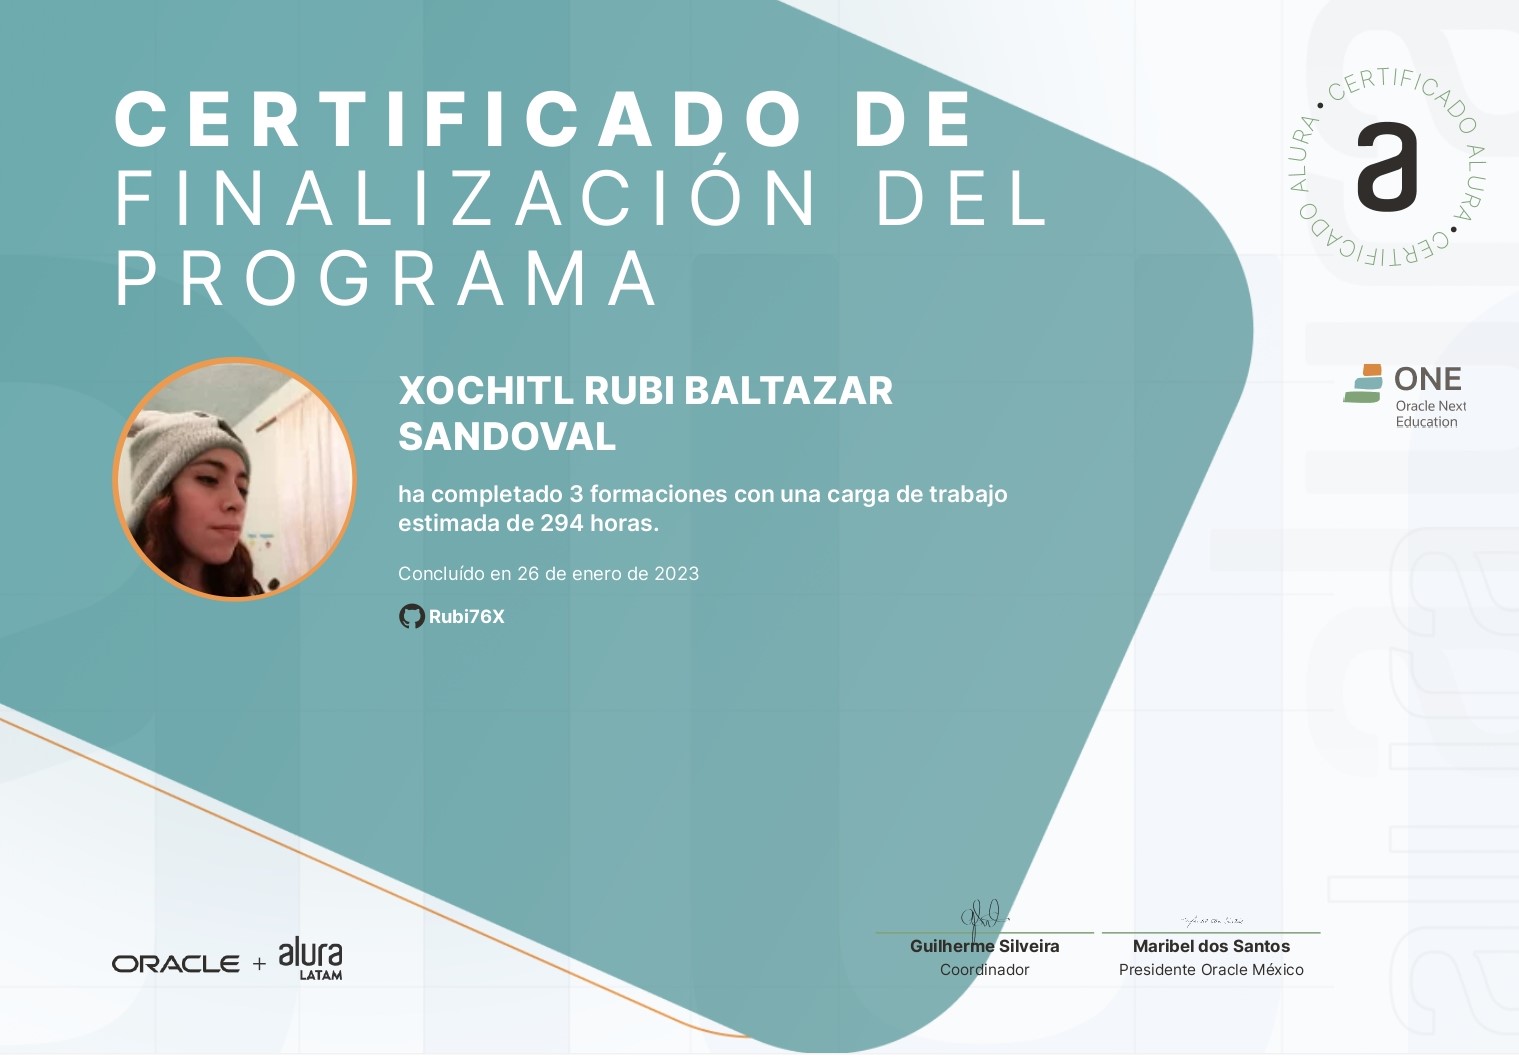 CERTIFICADO DE
FINALIZACIÓN DEL
PROGRAMA
CERTIFICADO ALURA • CERTIFICADO ALURA •
a
ONE
Oracle Next
Education
XOCHITL RUBI BALTAZAR
SANDOVAL
ha completado 3 formaciones con una carga de trabajo
estimada de 294 horas.
Concluído en 26 de enero de 2023
Rubi76X
ORACLE + alura
LATAM
Guilherme Silveira
Coordinador
Maribel dos Santos
Presidente Oracle México
alura
alura